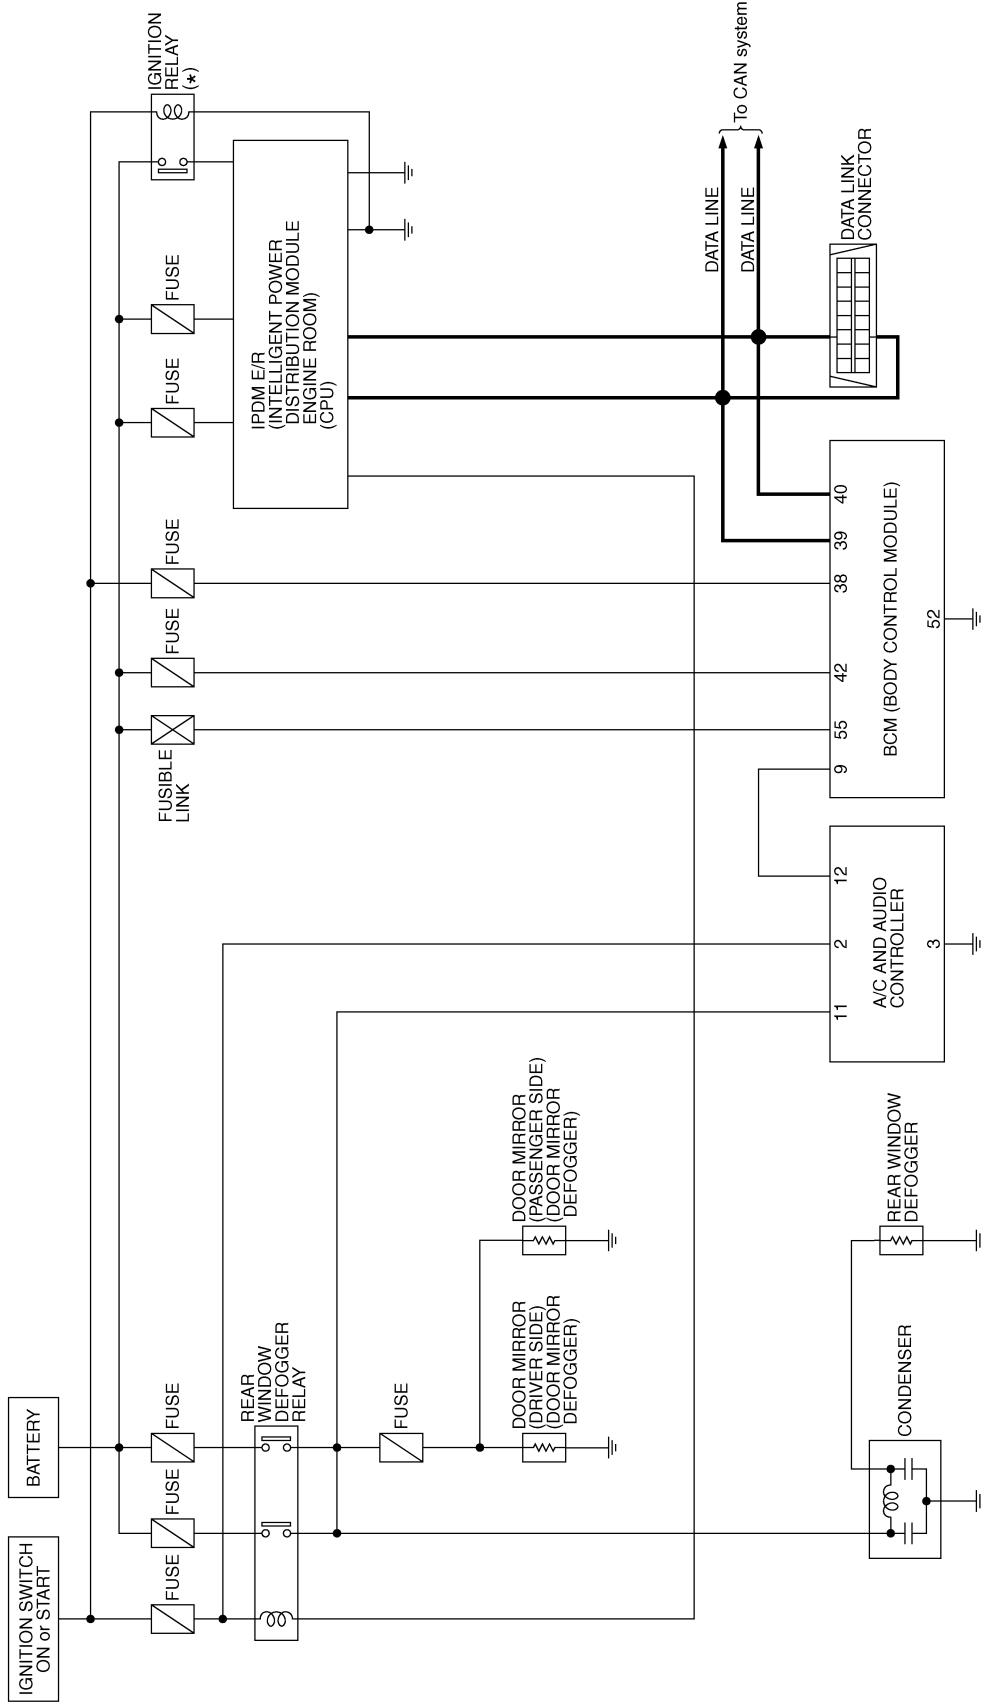 IGNITION SWITCH
ON or START
BATTERY
FUSE
FUSE
FUSE
REAR
WINDOW
DEFOGGER
RELAY
FUSE
DOOR MIRROR
(DRIVER SIDE)
(DOOR MIRROR
DEFOGGER)
DOOR MIRROR
(PASSENGER SIDE)
(DOOR MIRROR
DEFOGGER)
CONDENSER
REAR WINDOW
DEFOGGER
11
2
12
A/C AND AUDIO
CONTROLLER
3
FUSIBLE
LINK
FUSE
FUSE
9
55
42
38
39
40
BCM (BODY CONTROL MODULE)
52
FUSE
FUSE
IPDM E/R
(INTELLIGENT POWER
DISTRIBUTION MODULE
ENGINE ROOM)
(CPU)
IGNITION
RELAY
(*)
DATA LINE
DATA LINE
To CAN system
DATA LINK
CONNECTOR